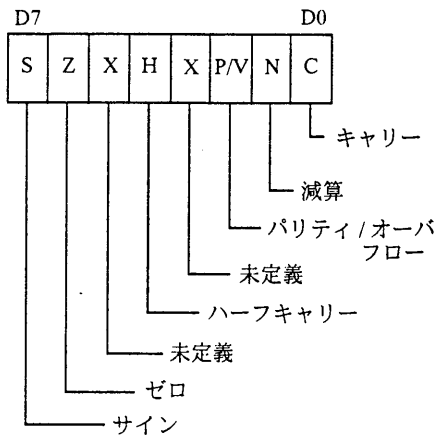 D7 D0
S Z X H X P/V N C
キャリー
減算
パリティ / オーバ
フロー
未定義
ハーフキャリー
未定義
ゼロ
サイン